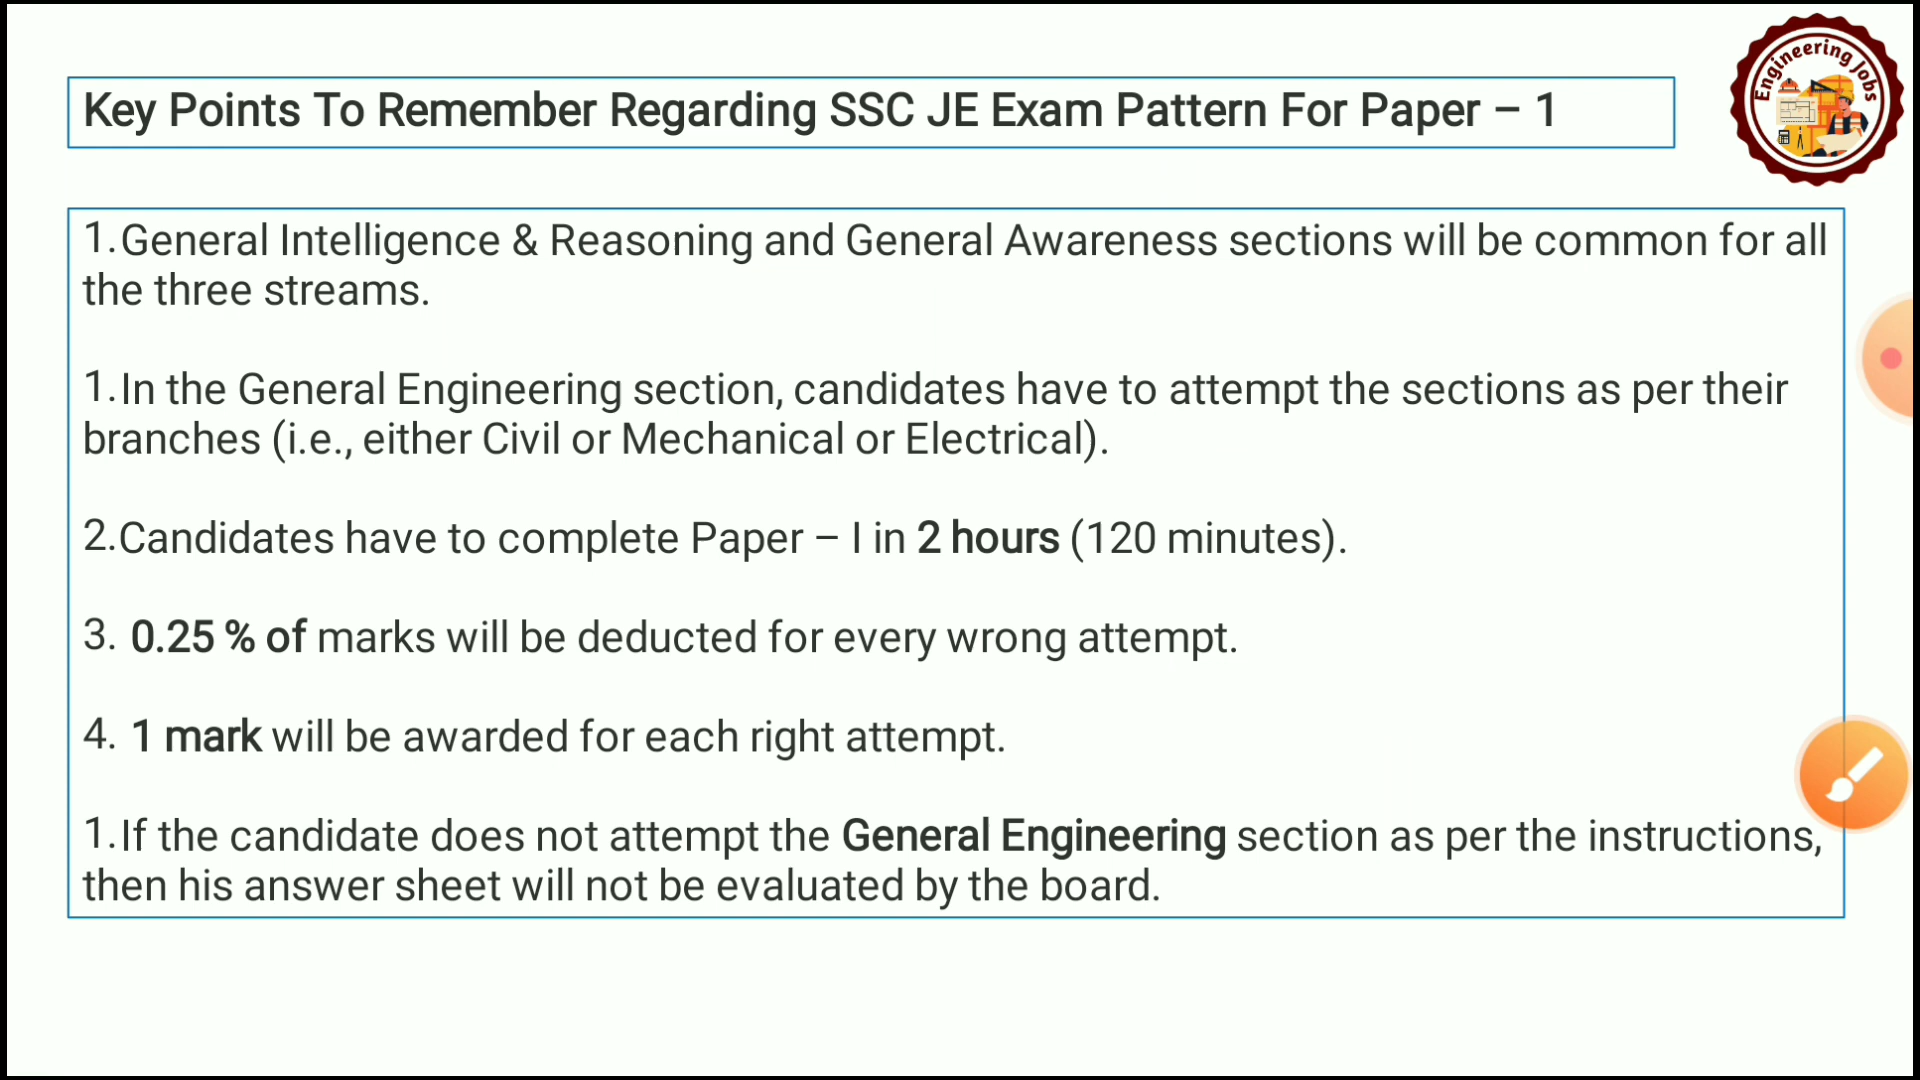 Key Points To Remember Regarding SSC JE Exam Pattern For Paper – 1
Engineering Jobs
1.General Intelligence & Reasoning and General Awareness sections will be common for all
the three streams.
1.In the General Engineering section, candidates have to attempt the sections as per their
branches (i.e., either Civil or Mechanical or Electrical).
2.Candidates have to complete Paper – I in 2 hours (120 minutes).
3. 0.25 % of marks will be deducted for every wrong attempt.
4. 1 mark will be awarded for each right attempt.
1.If the candidate does not attempt the General Engineering section as per the instructions,
then his answer sheet will not be evaluated by the board.